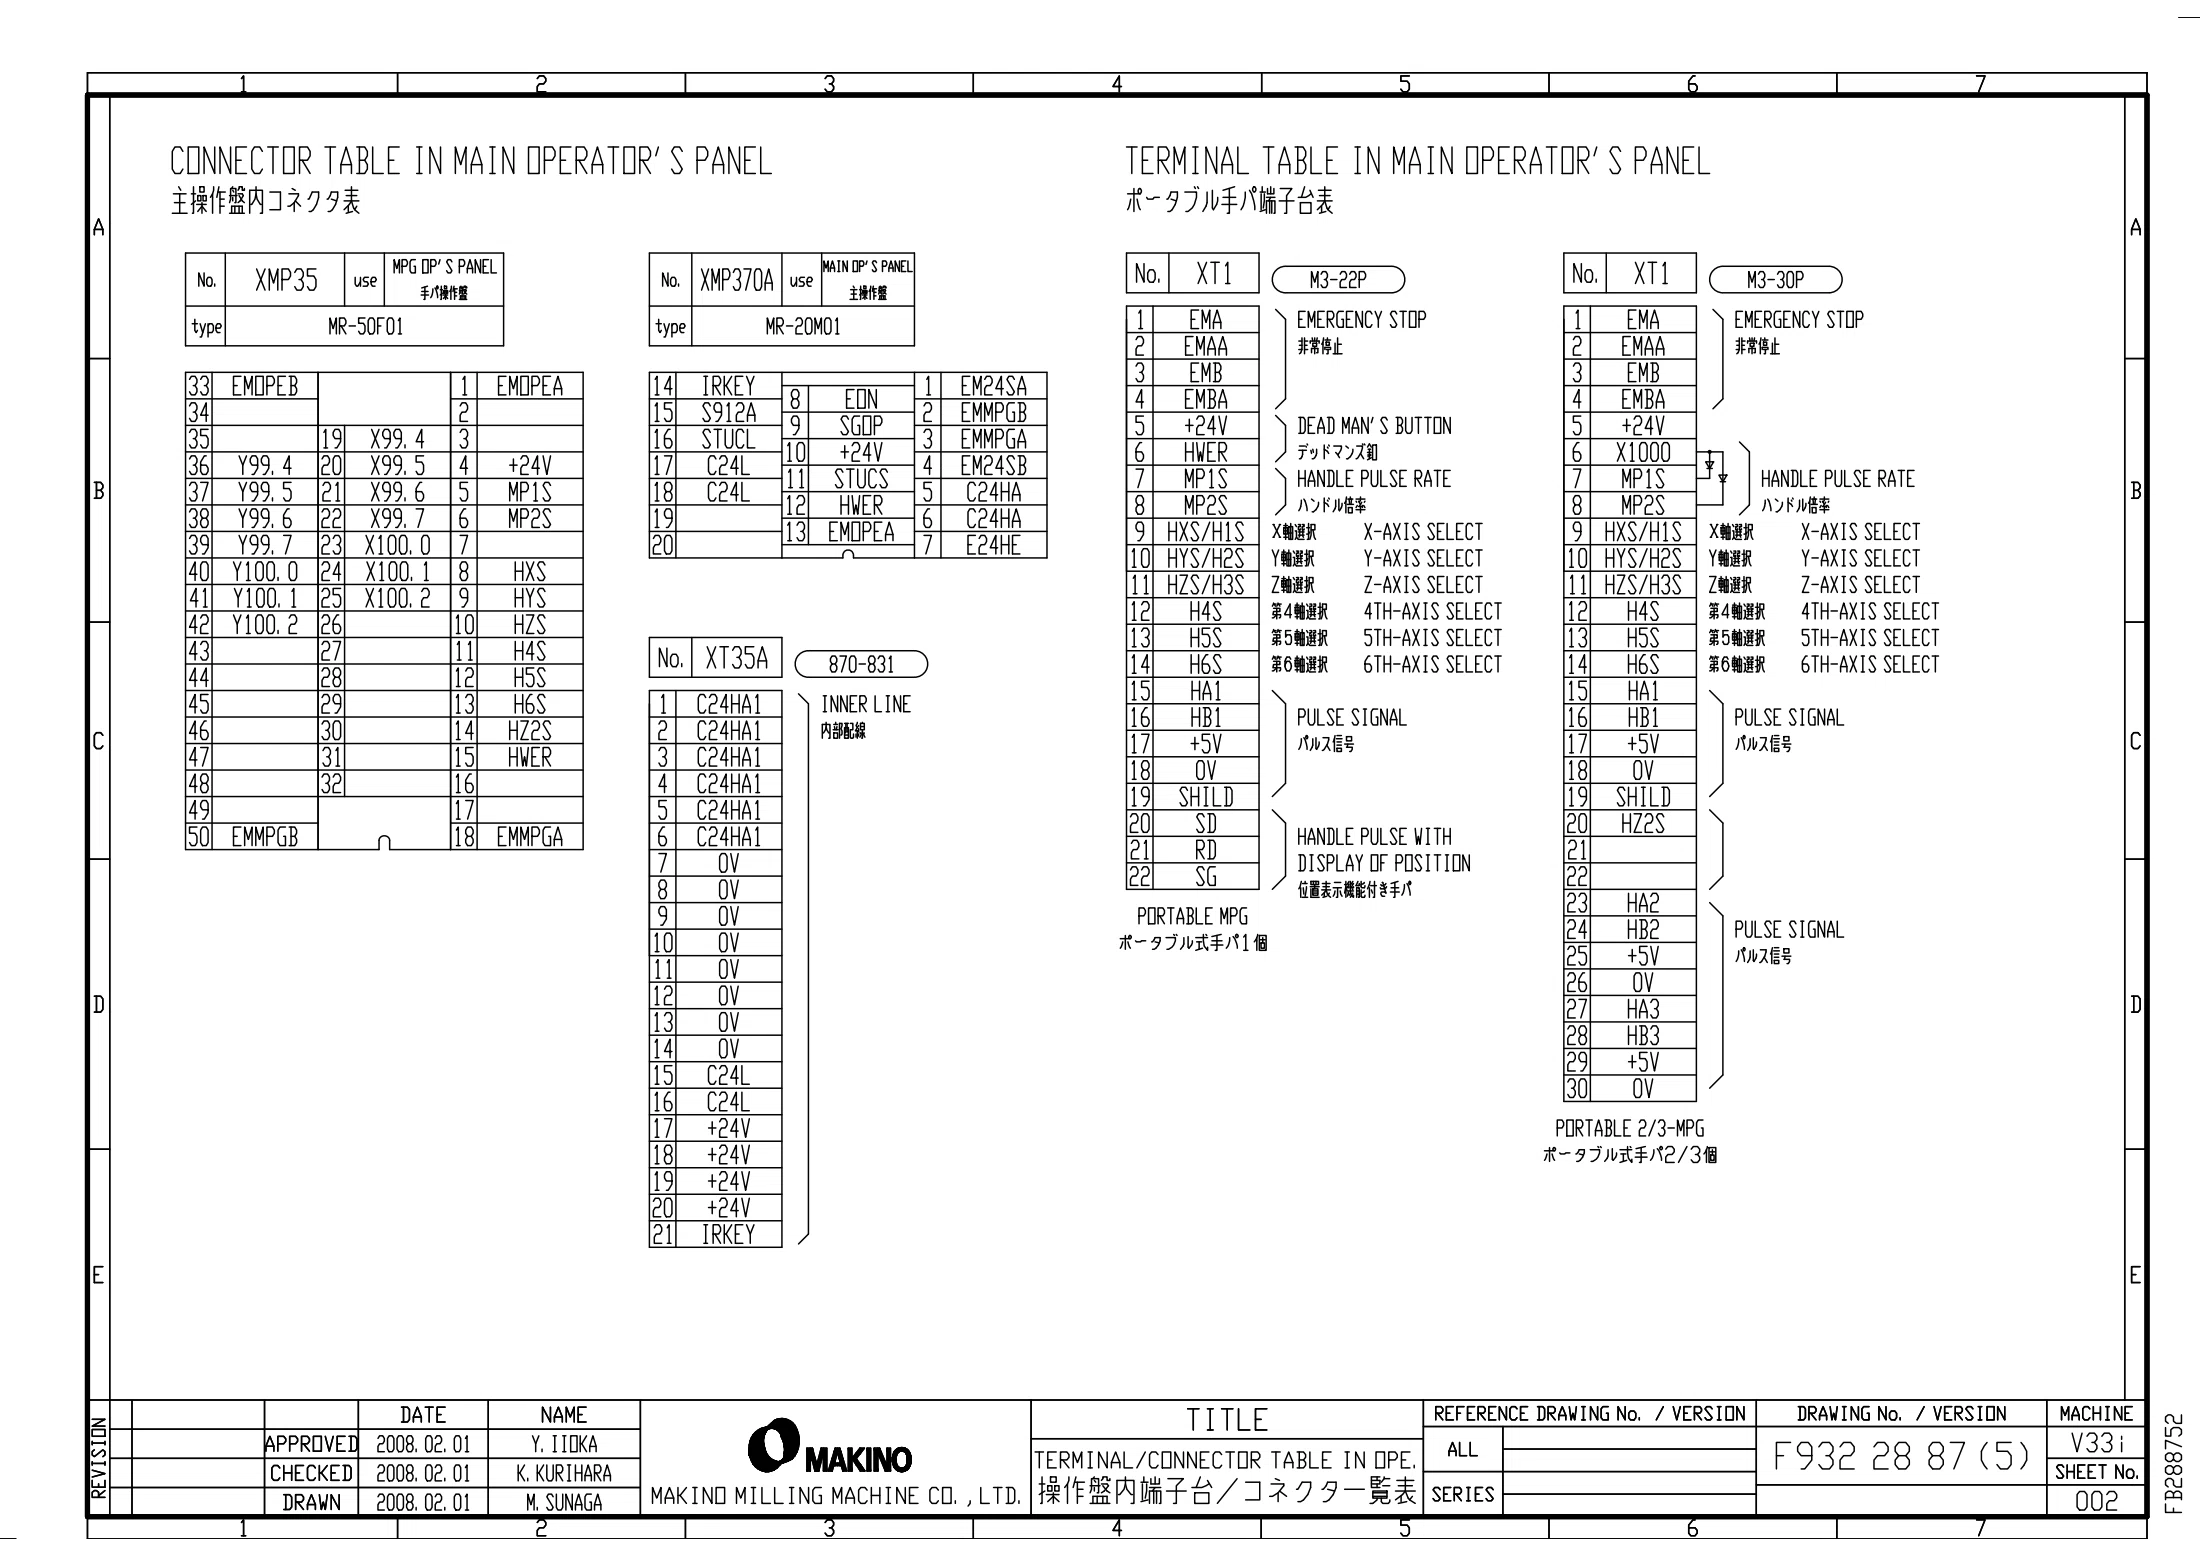 1 2 3 4 5 6 7
CONNECTOR TABLE IN MAIN OPERATOR'S PANEL
主操作盤内コネクタ表
No. XMP35 use MPG OP'S PANEL
手パ操作盤
type MR-50F01
33 EMOPEB 1 EMOPEA
34 2
35 19 X99.4 3
36 Y99.4 20 X99.5 4 +24V
37 Y99.5 21 X99.6 5 MP1S
38 Y99.6 22 X99.7 6 MP2S
39 Y99.7 23 X100.0 7
40 Y100.0 24 X100.1 8 HXS
41 Y100.1 25 X100.2 9 HYS
42 Y100.2 26 10 HZS
43 27 11 H4S
44 28 12 H5S
45 29 13 H6S
46 30 14 HZ2S
47 31 15 HWER
48 32 16
49 17
50 EMMPGB 18 EMMPGA
No. XMP370A use MAIN OP'S PANEL
主操作盤
type MR-20M01
14 IRKEY
15 S912A
16 STUCL
17 C24L
18 C24L
19
20
8 EON
9 SGOP
10 +24V
11 STUCS
12 HWER
13 EMOPEA
1 EM24SA
2 EMMPGB
3 EMMPGA
4 EM24SB
5 C24HA
6 C24HA
7 E24HE
No. XT35A 870-831
1 C24HA1 INNER LINE
2 C24HA1 内部配線
3 C24HA1
4 C24HA1
5 C24HA1
6 C24HA1
7 0V
8 0V
9 0V
10 0V
11 0V
12 0V
13 0V
14 0V
15 C24L
16 C24L
17 +24V
18 +24V
19 +24V
20 +24V
21 IRKEY
TERMINAL TABLE IN MAIN OPERATOR'S PANEL
ポータブル手パ端子台表
No. XT1 M3-22P
1 EMA EMERGENCY STOP
2 EMAA 非常停止
3 EMB
4 EMBA
5 +24V DEAD MAN'S BUTTON
6 HWER デッドマンズ釦
7 MP1S HANDLE PULSE RATE
8 MP2S ハンドル倍率
9 HXS/H1S X軸選択 X-AXIS SELECT
10 HYS/H2S Y軸選択 Y-AXIS SELECT
11 HZS/H3S Z軸選択 Z-AXIS SELECT
12 H4S 第4軸選択 4TH-AXIS SELECT
13 H5S 第5軸選択 5TH-AXIS SELECT
14 H6S 第6軸選択 6TH-AXIS SELECT
15 HA1
16 HB1 PULSE SIGNAL
17 +5V パルス信号
18 0V
19 SHILD
20 SD HANDLE PULSE WITH
21 RD DISPLAY OF POSITION
22 SG 位置表示機能付き手パ
PORTABLE MPG
ポータブル式手パ1個
No. XT1 M3-30P
1 EMA EMERGENCY STOP
2 EMAA 非常停止
3 EMB
4 EMBA
5 +24V
6 X1000
7 MP1S HANDLE PULSE RATE
8 MP2S ハンドル倍率
9 HXS/H1S X軸選択 X-AXIS SELECT
10 HYS/H2S Y軸選択 Y-AXIS SELECT
11 HZS/H3S Z軸選択 Z-AXIS SELECT
12 H4S 第4軸選択 4TH-AXIS SELECT
13 H5S 第5軸選択 5TH-AXIS SELECT
14 H6S 第6軸選択 6TH-AXIS SELECT
15 HA1
16 HB1 PULSE SIGNAL
17 +5V パルス信号
18 0V
19 SHILD
20 HZ2S
21
22
23 HA2
24 HB2 PULSE SIGNAL
25 +5V パルス信号
26 0V
27 HA3
28 HB3
29 +5V
30 0V
PORTABLE 2/3-MPG
ポータブル式手パ2/3個
A A
B B
C C
D D
E E
REVISION
DATE NAME
APPROVED 2008.02.01 Y. IIOKA
CHECKED 2008.02.01 K. KURIHARA
DRAWN 2008.02.01 M. SUNAGA
MAKINO
MAKINO MILLING MACHINE CO.,LTD.
TITLE
TERMINAL/CONNECTOR TABLE IN OPE.
操作盤内端子台/コネクター覧表
REFERENCE DRAWING No. / VERSION
ALL
SERIES
DRAWING No. / VERSION
F932 28 87 (5)
MACHINE
V33i
SHEET No.
002
FB288752
1 2 3 4 5 6 7